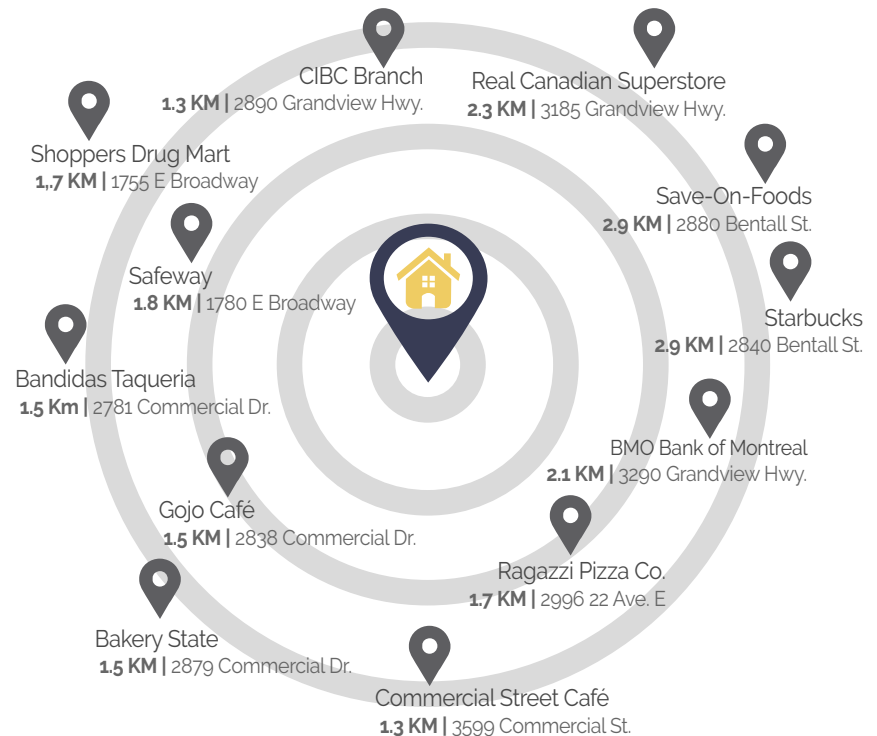 CIBC Branch
1.3 KM | 2890 Grandview Hwy.
Real Canadian Superstore
2.3 KM | 3185 Grandview Hwy.
Shoppers Drug Mart
1,.7 KM | 1755 E Broadway
Save-On-Foods
2.9 KM | 2880 Bentall St.
Safeway
1.8 KM | 1780 E Broadway
Starbucks
2.9 KM | 2840 Bentall St.
Bandidas Taqueria
1.5 Km | 2781 Commercial Dr.
BMO Bank of Montreal
2.1 KM | 3290 Grandview Hwy.
Gojo Café
1.5 KM | 2838 Commercial Dr.
Ragazzi Pizza Co.
1.7 KM | 2996 22 Ave. E
Bakery State
1.5 KM | 2879 Commercial Dr.
Commercial Street Café
1.3 KM | 3599 Commercial St.